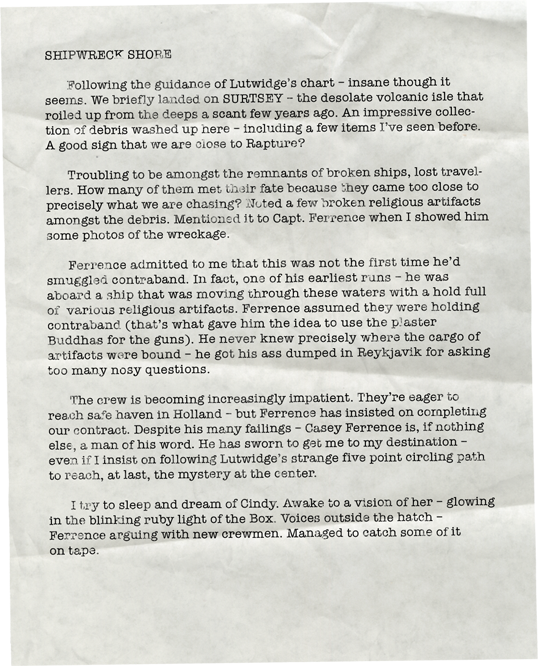 SHIPWRECK SHORE
Following the guidance of Lutwidge's chart – insane though it
seems. We briefly landed on SURTSEY – the desolate volcanic isle that
roiled up from the deeps a scant few years ago. An impressive collec-
tion of debris washed up here – including a few items I've seen before.
A good sign that we are close to Rapture?
Troubling to be amongst the remnants of broken ships, lost travel-
lers. How many of them met their fate because they came too close to
precisely what we are chasing? Noted a few broken religious artifacts
amongst the debris. Mentioned it to Capt. Ferrence when I showed him
some photos of the wreckage.
Ferrence admitted to me that this was not the first time he'd
smuggled contraband. In fact, one of his earliest runs – he was
aboard a ship that was moving through these waters with a hold full
of various religious artifacts. Ferrence assumed they were holding
contraband (that's what gave him the idea to use the plaster
Buddhas for the guns). He never knew precisely where the cargo of
artifacts were bound – he got his ass dumped in Reykjavik for asking
too many nosy questions.
The crew is becoming increasingly impatient. They're eager to
reach safe haven in Holland – but Ferrence has insisted on completing
our contract. Despite his many failings – Casey Ferrence is, if nothing
else, a man of his word. He has sworn to get me to my destination –
even if I insist on following Lutwidge's strange five point circling path
to reach, at last, the mystery at the center.
I try to sleep and dream of Cindy. Awake to a vision of her – glowing
in the blinking ruby light of the Box. Voices outside the hatch –
Ferrence arguing with new crewmen. Managed to catch some of it
on tape.